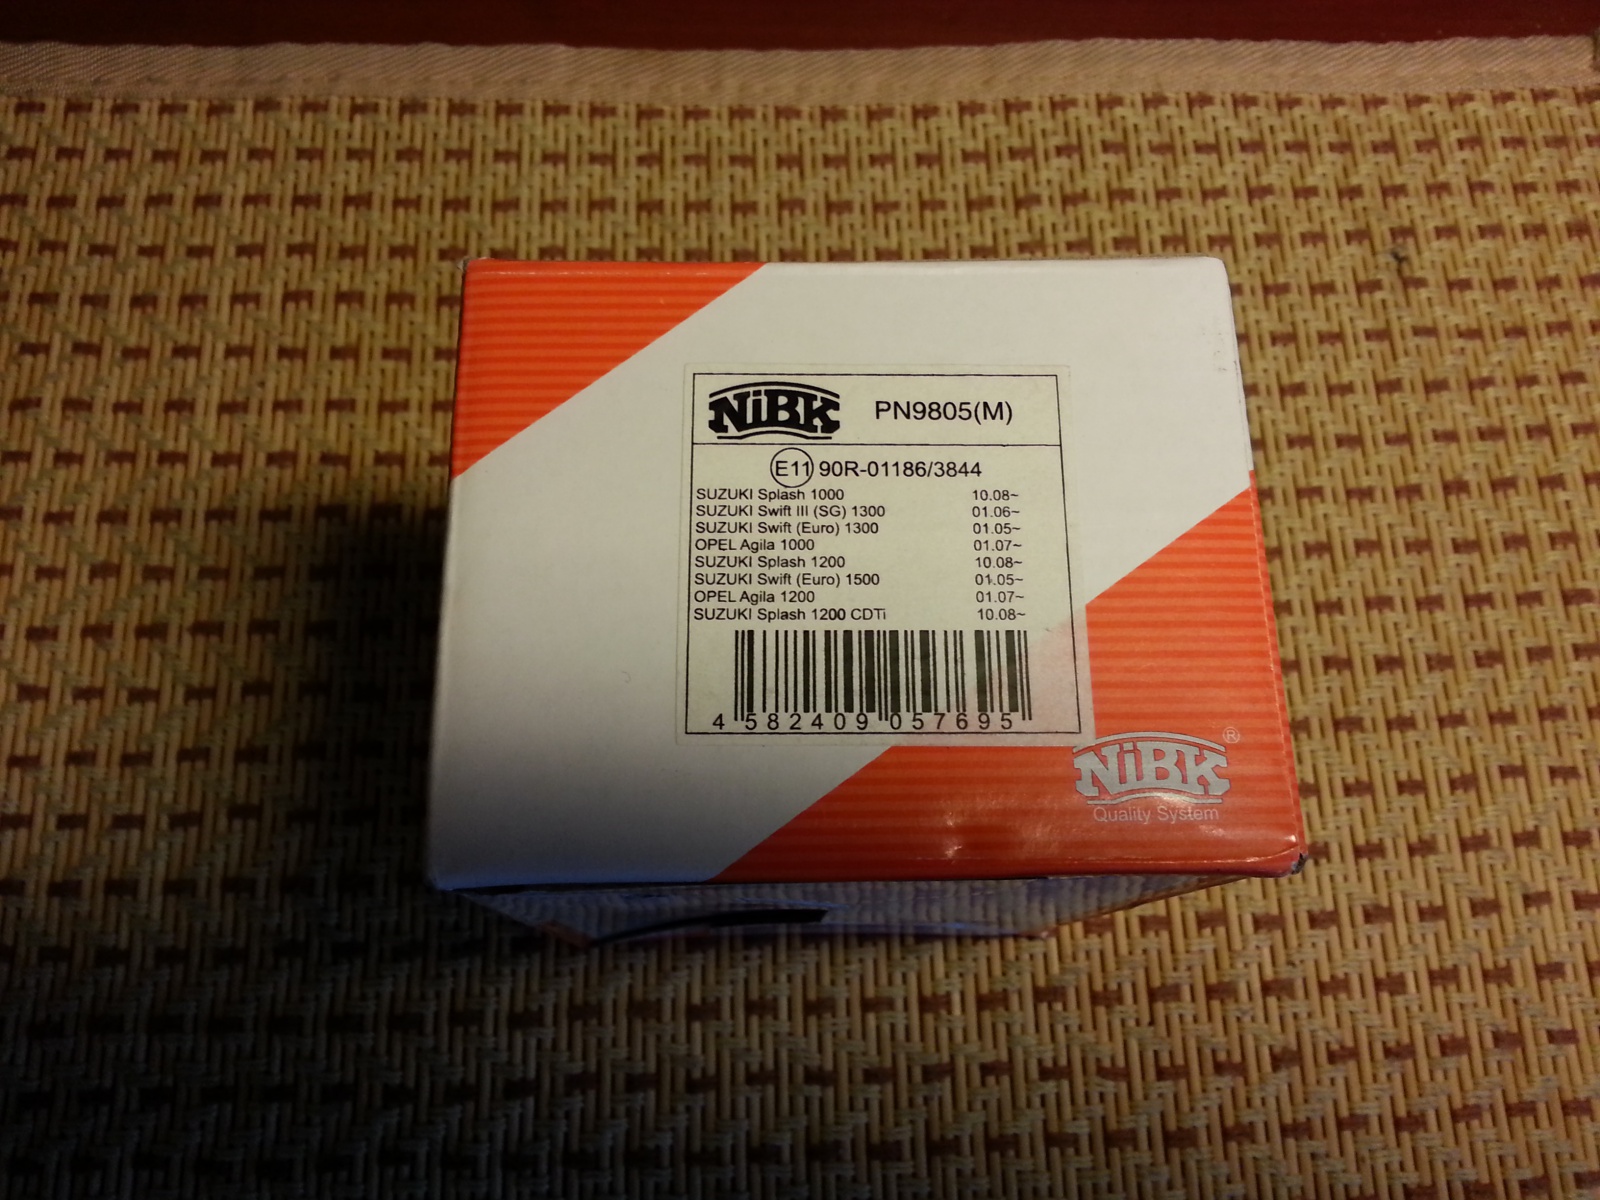 NiBK PN9805(M)
E11 90R-01186/3844
SUZUKI Splash 1000 10.08~
SUZUKI Swift III (SG) 1300 01.06~
SUZUKI Swift (Euro) 1300 01.05~
OPEL Agila 1000 01.07~
SUZUKI Splash 1200 10.08~
SUZUKI Swift (Euro) 1500 01.05~
OPEL Agila 1200 01.07~
SUZUKI Splash 1200 CDTi 10.08~
4 582409 057695
NiBK ®
Quality System